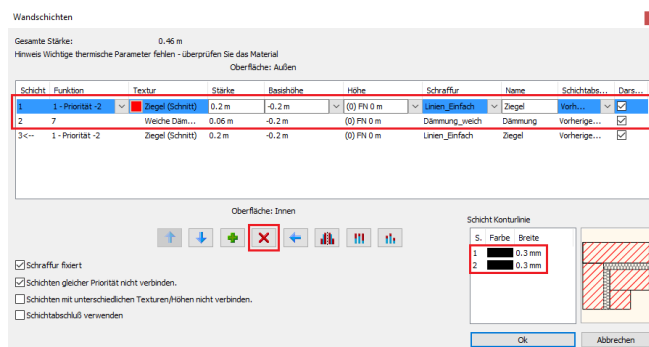 Wandschichten
Gesamte Stärke: 0.46 m
Hinweis Wichtige thermische Parameter fehlen - überprüfen Sie das Material
Oberfläche: Außen
Schicht Funktion Textur Stärke Basishöhe Höhe Schraffur Name Schichtabs... Dars...
1 1 - Priorität -2 Ziegel (Schnitt) 0.2 m -0.2 m (0) FN 0 m Linien_Einfach Ziegel Vorh...
2 7 Weiche Däm... 0.06 m -0.2 m (0) FN 0 m Dämmung_weich Dämmung Vorherige...
3<-- 1 - Priorität -2 Ziegel (Schnitt) 0.2 m -0.2 m (0) FN 0 m Linien_Einfach Ziegel Vorherige...
Oberfläche: Innen
Schicht Konturlinie
S. Farbe Breite
1 0.3 mm
2 0.3 mm
Schraffur fixiert
Schichten gleicher Priorität nicht verbinden.
Schichten mit unterschiedlichen Texturen/Höhen nicht verbinden.
Schichtabschluß verwenden
Ok Abbrechen